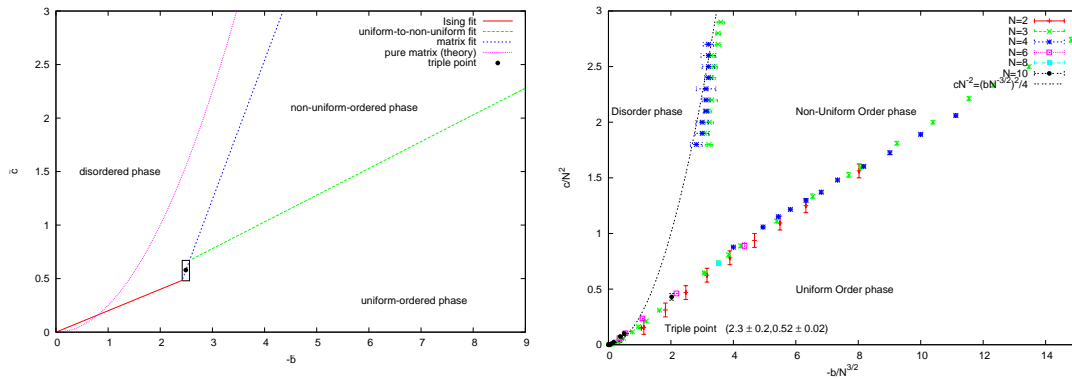 3
2.5
2
1.5
1
0.5
0
c̄
0 1 2 3 4 5 6 7 8 9
-b̄
Ising fit
uniform-to-non-uniform fit
matrix fit
pure matrix (theory)
triple point
non-uniform-ordered phase
disordered phase
uniform-ordered phase
3
2.5
2
1.5
1
0.5
0
c/N²
0 2 4 6 8 10 12 14
-b/N^{3/2}
N=2
N=3
N=4
N=6
N=8
N=10
cN⁻²=(bN^{-3/2})²/4
Disorder phase
Non-Uniform Order phase
Uniform Order phase
Triple point (2.3 ± 0.2,0.52 ± 0.02)